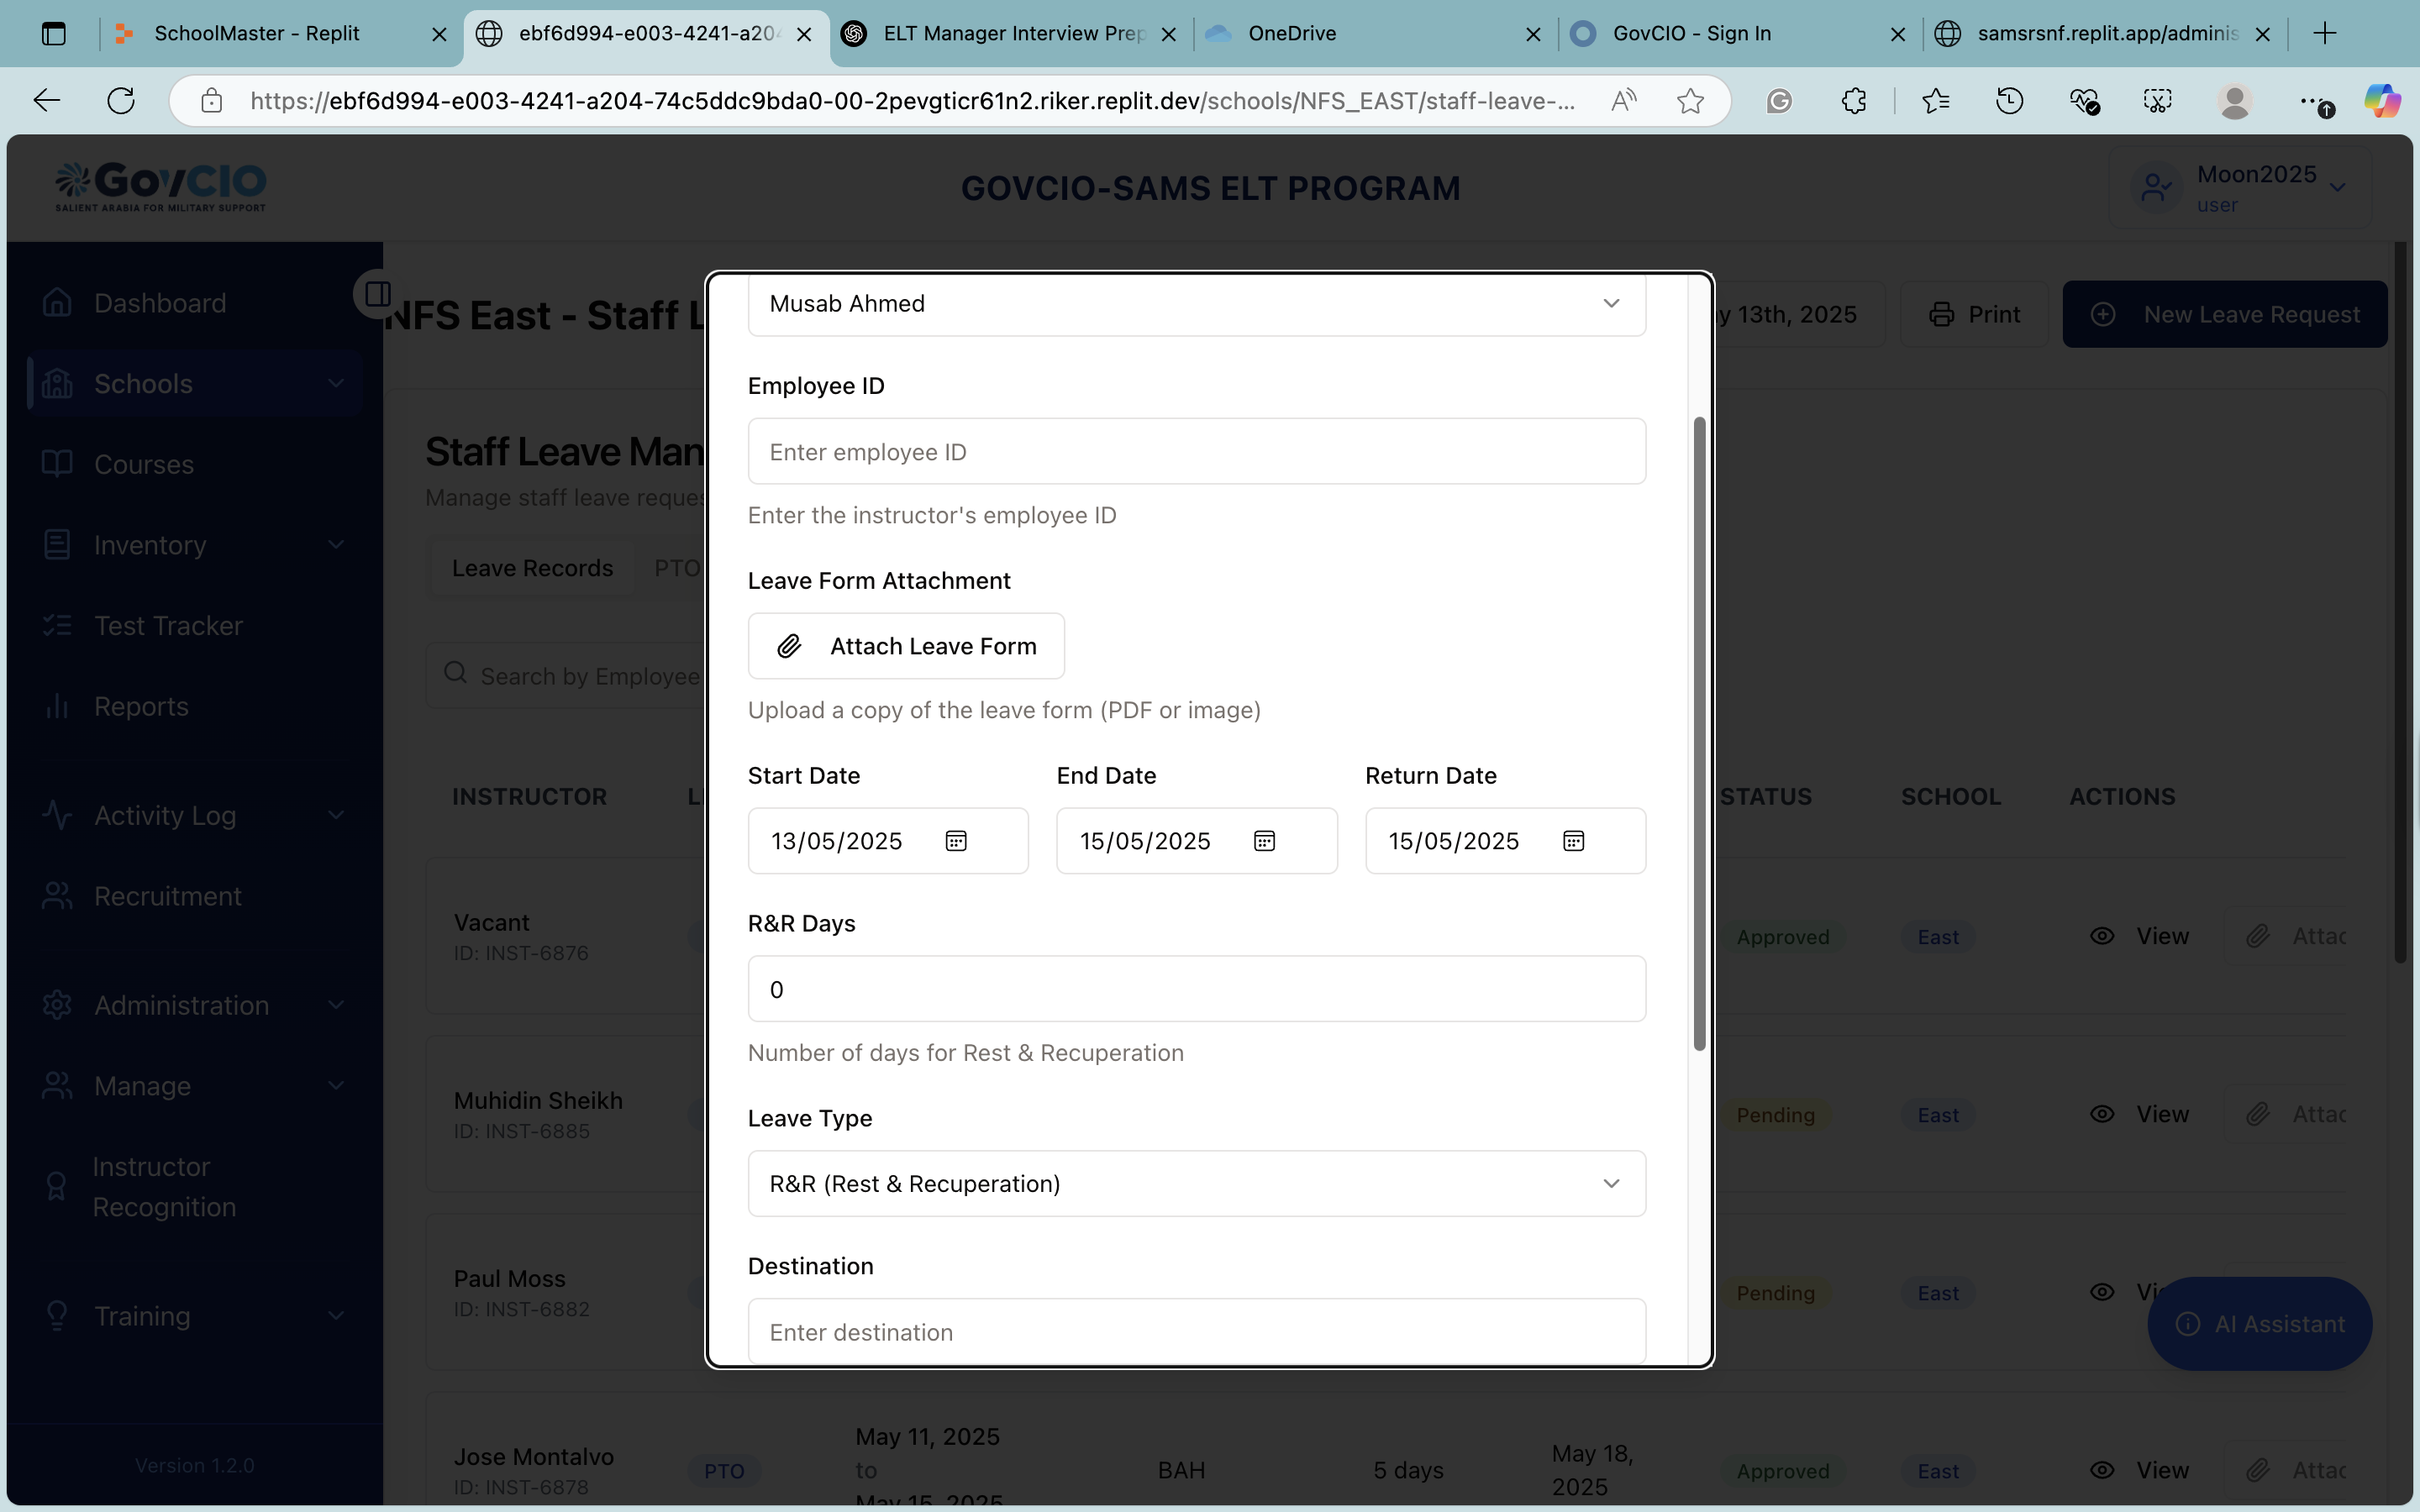 SchoolMaster - Replit
ebf6d994-e003-4241-a204
ELT Manager Interview Prep
OneDrive
GovCIO - Sign In
samsrsnf.replit.app/adminis
https://ebf6d994-e003-4241-a204-74c5ddc9bda0-00-2pevgticr61n2.riker.replit.dev/schools/NFS_EAST/staff-leave-...
GovCIO
SALIENT ARABIA FOR MILITARY SUPPORT
GOVCIO-SAMS ELT PROGRAM
Moon2025
user
Dashboard
Schools
Courses
Inventory
Test Tracker
Reports
Activity Log
Recruitment
Administration
Manage
Instructor
Recognition
Training
Version 1.2.0
NFS East - Staff L
y 13th, 2025
Print
New Leave Request
Staff Leave Man
Manage staff leave reques
Leave Records
PTO
Search by Employee
INSTRUCTOR
STATUS
SCHOOL
ACTIONS
Vacant
ID: INST-6876
Approved
East
View
Attac
Muhidin Sheikh
ID: INST-6885
Pending
East
View
Attac
Paul Moss
ID: INST-6882
Pending
East
Vi
AI Assistant
Jose Montalvo
ID: INST-6878
PTO
May 11, 2025
to
May 15, 2025
BAH
5 days
May 18,
2025
Approved
East
View
Attac
Musab Ahmed
Employee ID
Enter employee ID
Enter the instructor's employee ID
Leave Form Attachment
Attach Leave Form
Upload a copy of the leave form (PDF or image)
Start Date
End Date
Return Date
13/05/2025
15/05/2025
15/05/2025
R&R Days
0
Number of days for Rest & Recuperation
Leave Type
R&R (Rest & Recuperation)
Destination
Enter destination